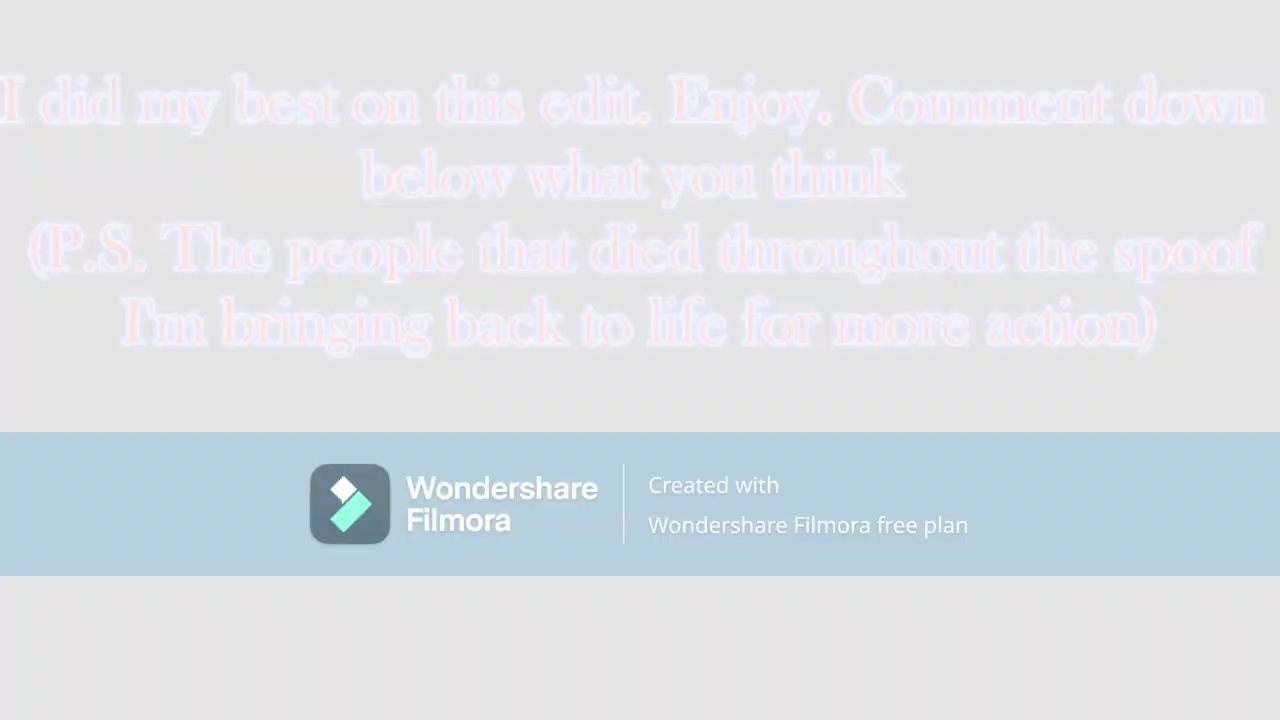 I did my best on this edit. Enjoy. Comment down
below what you think
(P.S. The people that died throughout the spoof
I'm bringing back to life for more action)
Wondershare
Filmora
Created with
Wondershare Filmora free plan